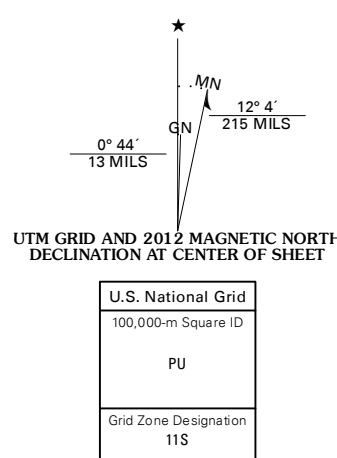 ★
MN
GN
12° 4´
215 MILS
0° 44´
13 MILS
UTM GRID AND 2012 MAGNETIC NORTH
DECLINATION AT CENTER OF SHEET
U.S. National Grid
100,000-m Square ID
PU
Grid Zone Designation
11S